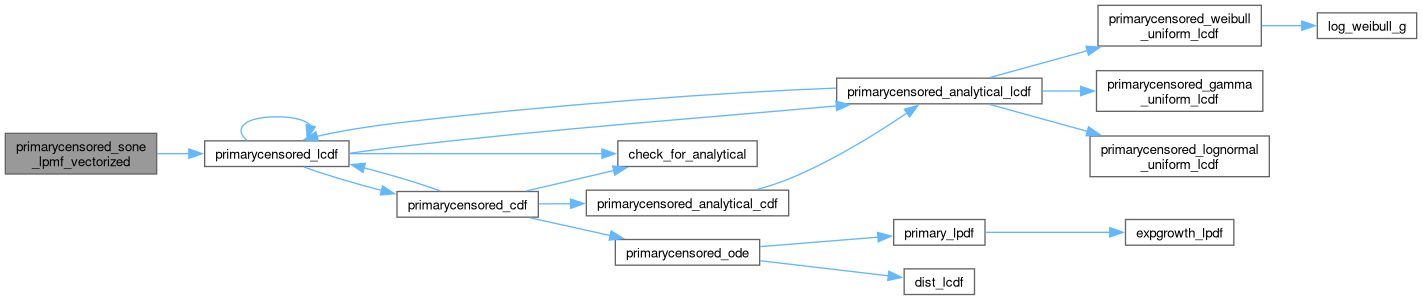 primarycensored_sone
_lpmf_vectorized
primarycensored_lcdf
primarycensored_cdf
check_for_analytical
primarycensored_analytical_cdf
primarycensored_ode
primarycensored_analytical_lcdf
primary_lpdf
dist_lcdf
primarycensored_weibull
_uniform_lcdf
primarycensored_gamma
_uniform_lcdf
primarycensored_lognormal
_uniform_lcdf
expgrowth_lpdf
log_weibull_g